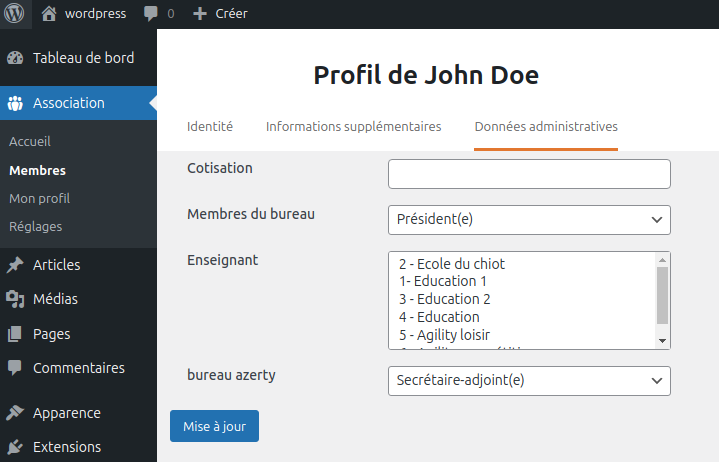 wordpress 0 Créer
Tableau de bord
Association
Accueil
Membres
Mon profil
Réglages
Articles
Médias
Pages
Commentaires
Apparence
Extensions
Profil de John Doe
Identité Informations supplémentaires Données administratives
Cotisation
Membres du bureau Président(e)
Enseignant
2 - Ecole du chiot
1- Education 1
3 - Education 2
4 - Education
5 - Agility loisir
bureau azerty Secrétaire-adjoint(e)
Mise à jour